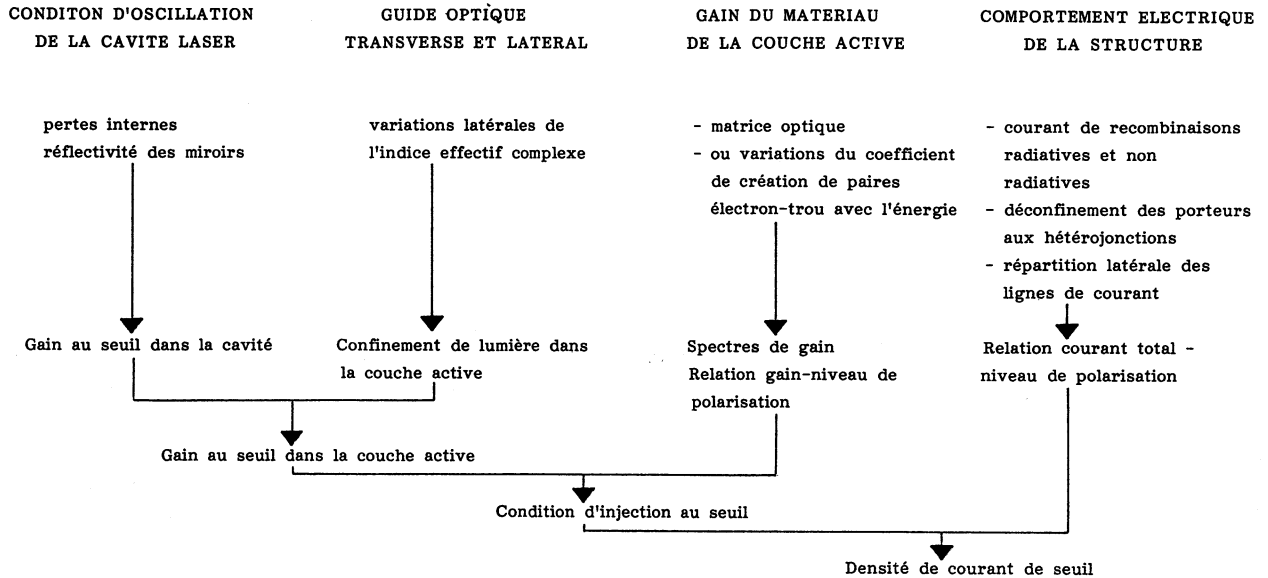 CONDITON D'OSCILLATION
DE LA CAVITE LASER
GUIDE OPTIQUE
TRANSVERSE ET LATERAL
GAIN DU MATERIAU
DE LA COUCHE ACTIVE
COMPORTEMENT ELECTRIQUE
DE LA STRUCTURE
pertes internes
réflectivité des miroirs
variations latérales de
l'indice effectif complexe
- matrice optique
- ou variations du coefficient
de création de paires
électron-trou avec l'énergie
- courant de recombinaisons
radiatives et non
radiatives
- déconfinement des porteurs
aux hétérojonctions
- répartition latérale des
lignes de courant
Gain au seuil dans la cavité
Confinement de lumière dans
la couche active
Spectres de gain
Relation gain-niveau de
polarisation
Relation courant total -
niveau de polarisation
Gain au seuil dans la couche active
Condition d'injection au seuil
Densité de courant de seuil